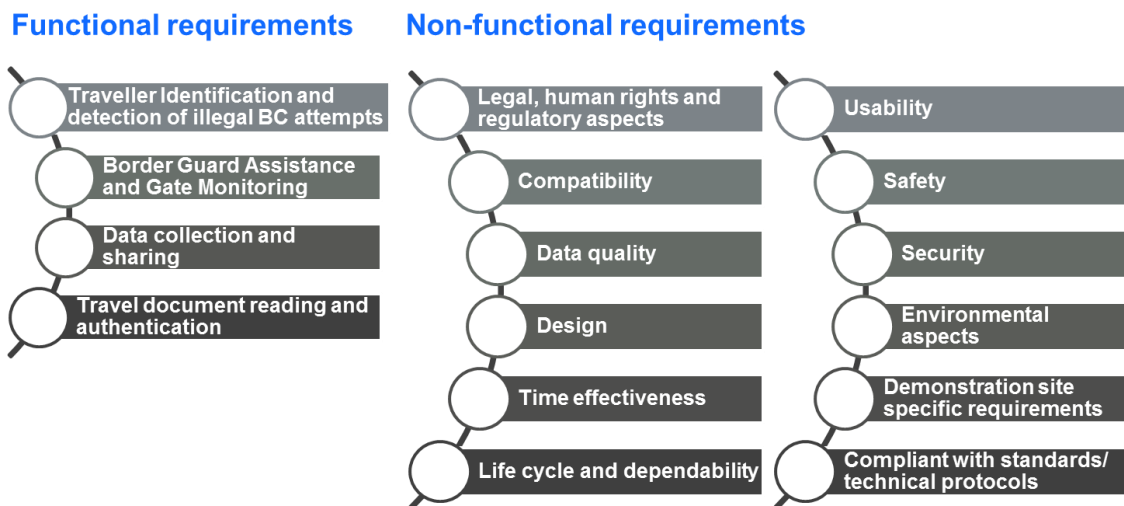 Functional requirements
Traveller Identification and
detection of illegal BC attempts
Border Guard Assistance
and Gate Monitoring
Data collection and
sharing
Travel document reading and
authentication
Non-functional requirements
Legal, human rights and
regulatory aspects
Compatibility
Data quality
Design
Time effectiveness
Life cycle and dependability
Usability
Safety
Security
Environmental
aspects
Demonstration site
specific requirements
Compliant with standards/
technical protocols